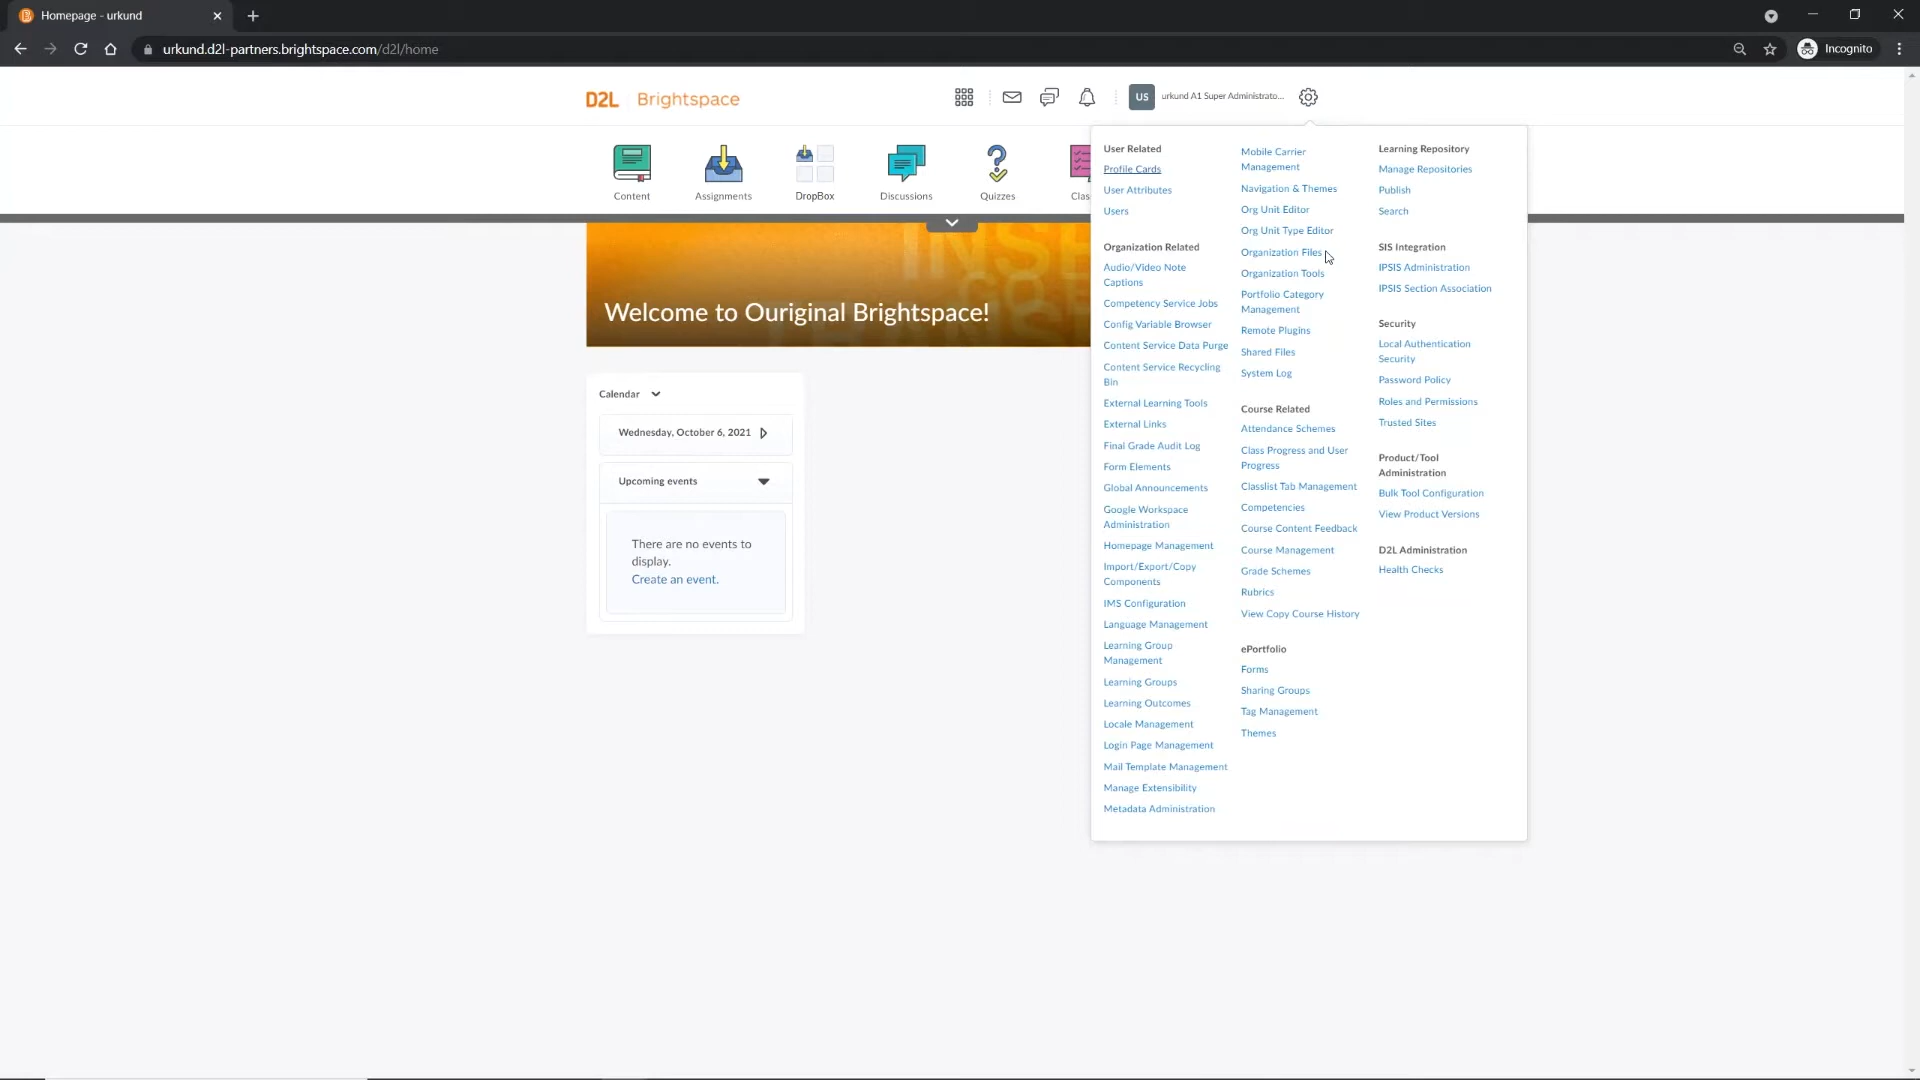 Homepage - urkund
urkund.d2l-partners.brightspace.com/d2l/home
Incognito
D2L Brightspace
US
urkund A1 Super Administrato...
Content
Assignments
DropBox
Discussions
Quizzes
Clas
Welcome to Ouriginal Brightspace!
Calendar
Wednesday, October 6, 2021
Upcoming events
There are no events to
display.
Create an event.
User Related
Profile Cards
User Attributes
Users
Organization Related
Audio/Video Note
Captions
Competency Service Jobs
Config Variable Browser
Content Service Data Purge
Content Service Recycling
Bin
External Learning Tools
External Links
Final Grade Audit Log
Form Elements
Global Announcements
Google Workspace
Administration
Homepage Management
Import/Export/Copy
Components
IMS Configuration
Language Management
Learning Group
Management
Learning Groups
Learning Outcomes
Locale Management
Login Page Management
Mail Template Management
Manage Extensibility
Metadata Administration
Mobile Carrier
Management
Navigation & Themes
Org Unit Editor
Org Unit Type Editor
Organization Files
Organization Tools
Portfolio Category
Management
Remote Plugins
Shared Files
System Log
Course Related
Attendance Schemes
Class Progress and User
Progress
Classlist Tab Management
Competencies
Course Content Feedback
Course Management
Grade Schemes
Rubrics
View Copy Course History
ePortfolio
Forms
Sharing Groups
Tag Management
Themes
Learning Repository
Manage Repositories
Publish
Search
SIS Integration
IPSIS Administration
IPSIS Section Association
Security
Local Authentication
Security
Password Policy
Roles and Permissions
Trusted Sites
Product/Tool
Administration
Bulk Tool Configuration
View Product Versions
D2L Administration
Health Checks